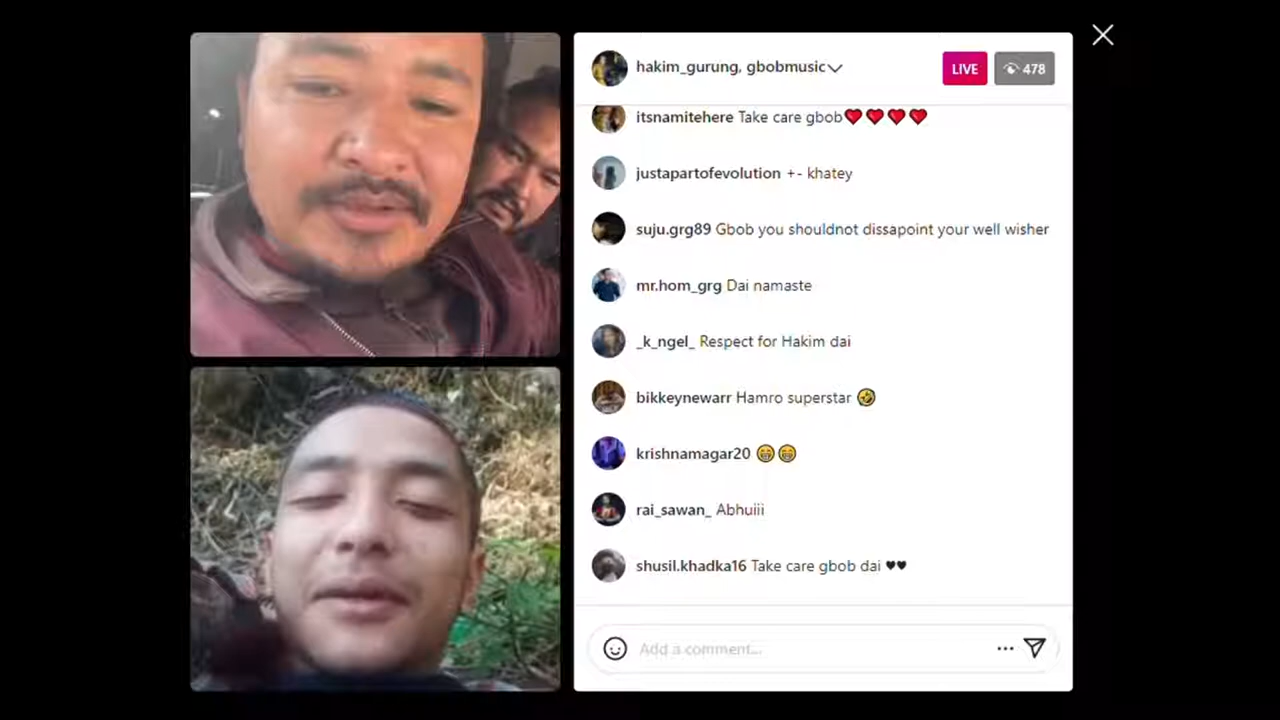 hakim_gurung, gbobmusic
LIVE
478
itsnamitehere Take care gbob❤❤❤❤
justapartofevolution +- khatey
suju.grg89 Gbob you shouldnot dissapoint your well wisher
mr.hom_grg Dai namaste
_k_ngel_ Respect for Hakim dai
bikkeynewarr Hamro superstar 🤣
krishnamagar20 😁😁
rai_sawan_ Abhuiii
shusil.khadka16 Take care gbob dai ♥♥
Add a comment...